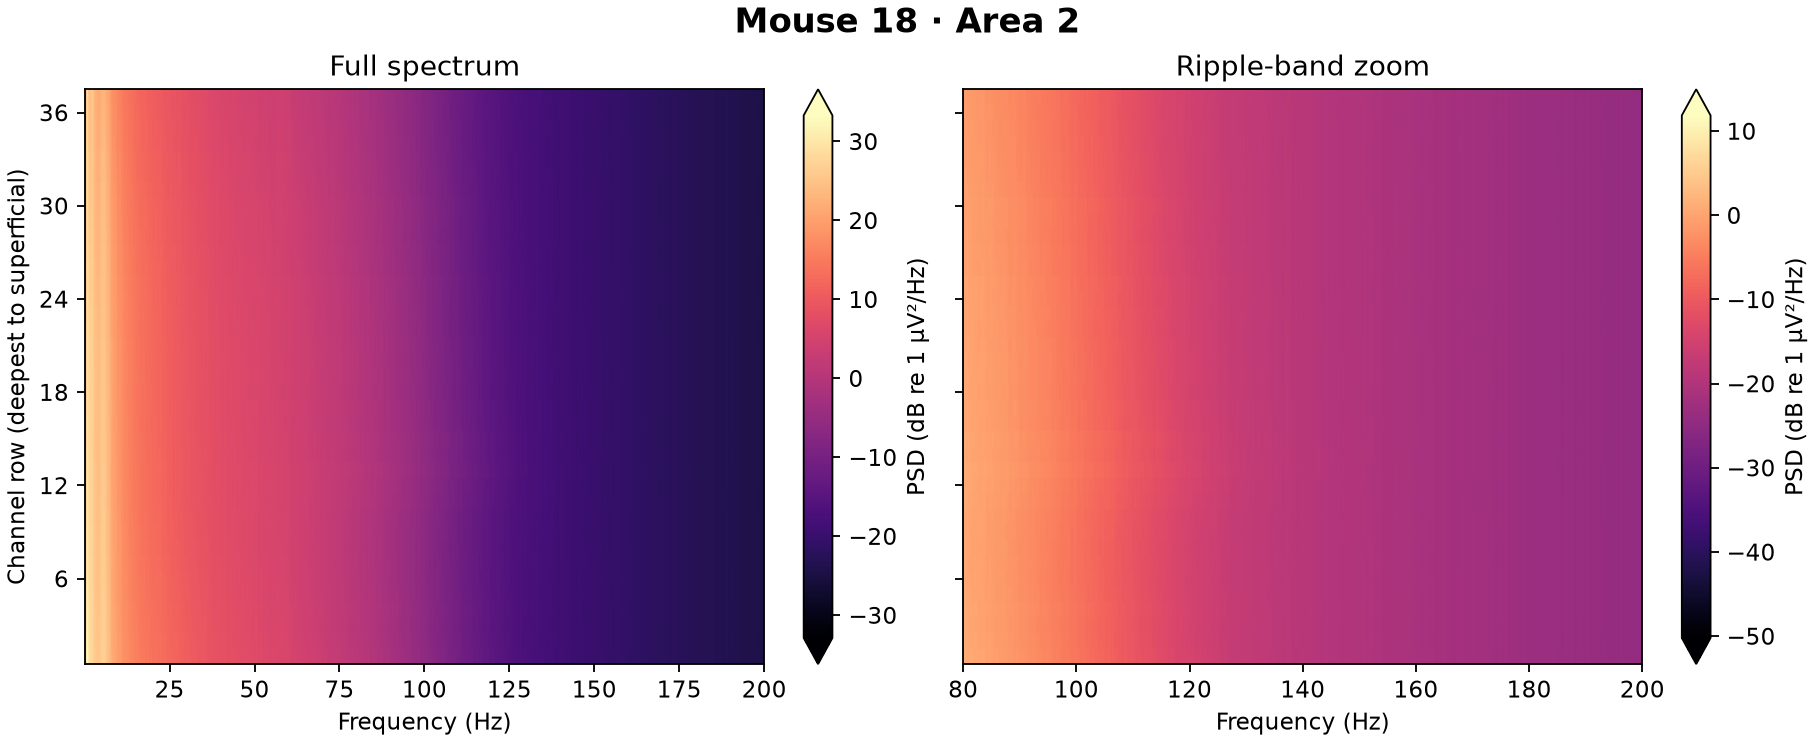 Mouse 18 · Area 2
Full spectrum
Channel row (deepest to superficial)
36
30
24
18
12
6
25 50 75 100 125 150 175 200
Frequency (Hz)
30
20
10
0
−10
−20
−30
PSD (dB re 1 µV²/Hz)
Ripple-band zoom
80 100 120 140 160 180 200
Frequency (Hz)
10
0
−10
−20
−30
−40
−50
PSD (dB re 1 µV²/Hz)